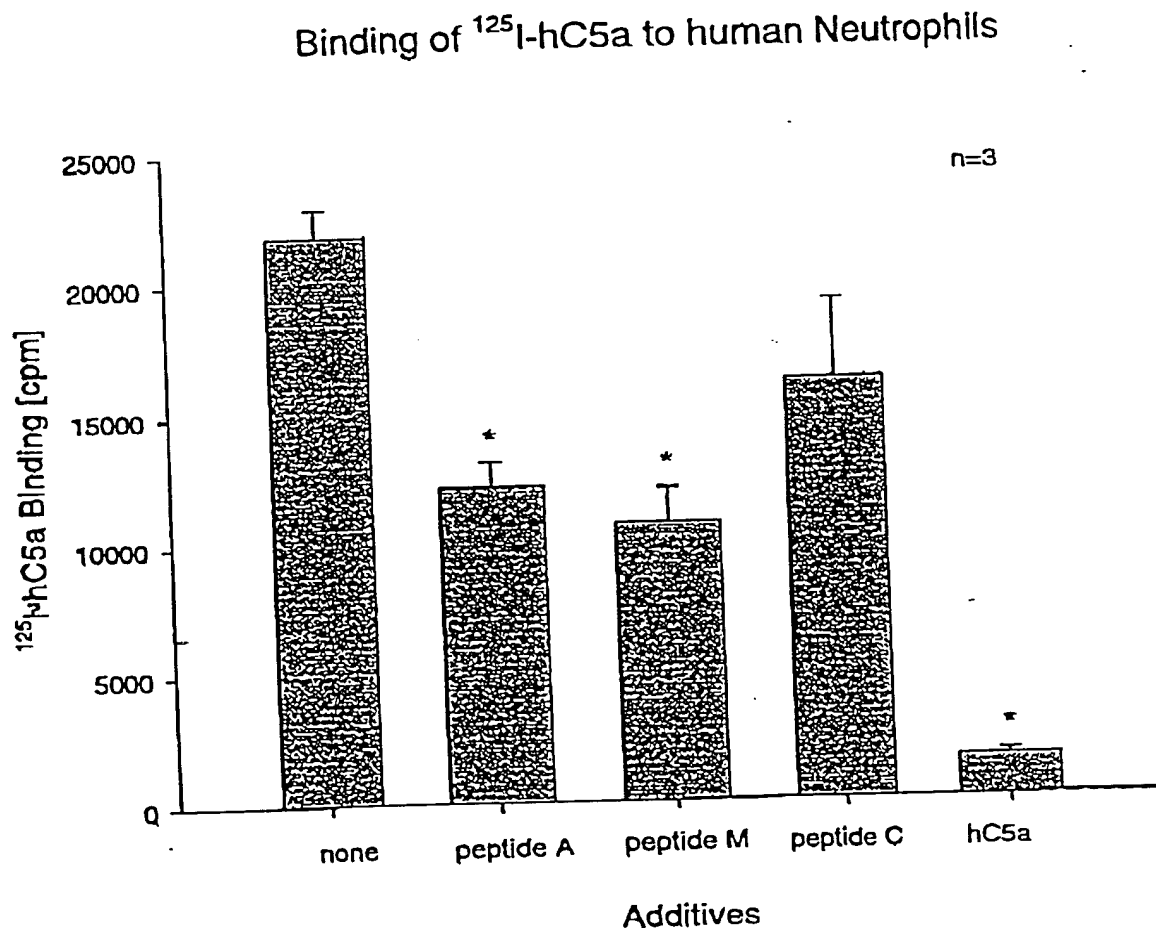 Binding of ¹²⁵I-hC5a to human Neutrophils
n=3
25000
20000
15000
10000
5000
0
¹²⁵I-hC5a Binding [cpm]
*
*
*
none
peptide A
peptide M
peptide C
hC5a
Additives